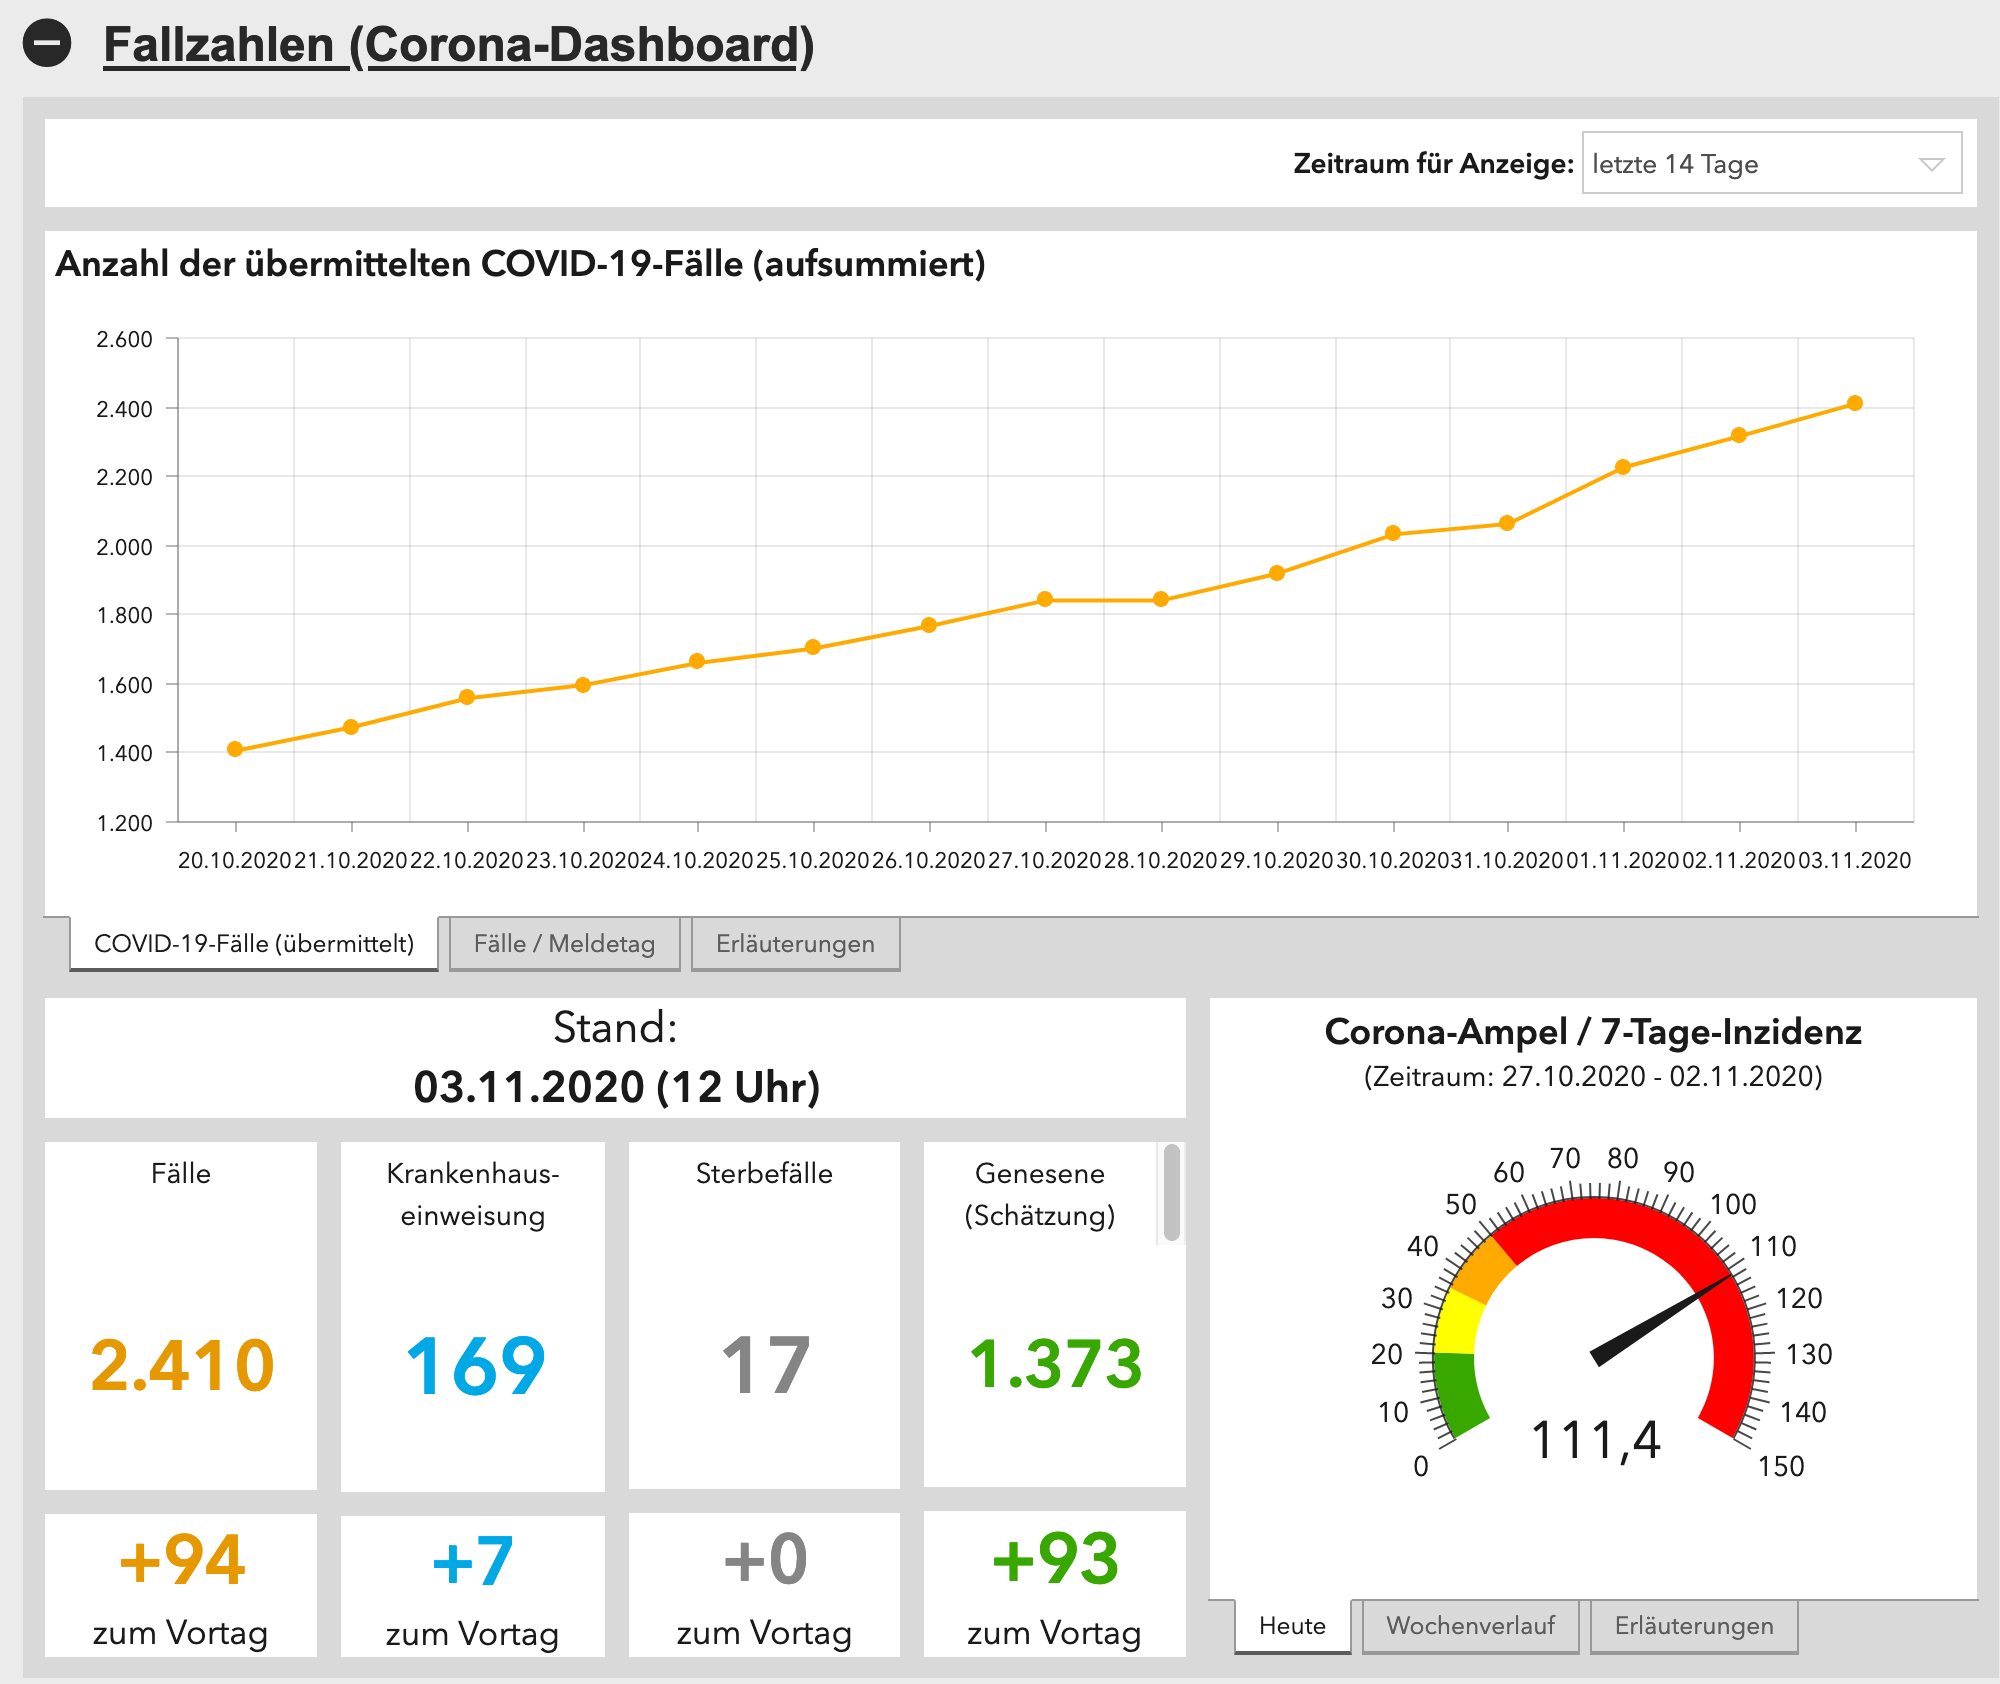 Fallzahlen (Corona-Dashboard)
Zeitraum für Anzeige: letzte 14 Tage
Anzahl der übermittelten COVID-19-Fälle (aufsummiert)
2.600
2.400
2.200
2.000
1.800
1.600
1.400
1.200
20.10.2020 21.10.2020 22.10.2020 23.10.2020 24.10.2020 25.10.2020 26.10.2020 27.10.2020 28.10.2020 29.10.2020 30.10.2020 31.10.2020 01.11.2020 02.11.2020 03.11.2020
COVID-19-Fälle (übermittelt) Fälle / Meldetag Erläuterungen
Stand:
03.11.2020 (12 Uhr)
Fälle
2.410
+94
zum Vortag
Krankenhaus-
einweisung
169
+7
zum Vortag
Sterbefälle
17
+0
zum Vortag
Genesene
(Schätzung)
1.373
+93
zum Vortag
Corona-Ampel / 7-Tage-Inzidenz
(Zeitraum: 27.10.2020 - 02.11.2020)
0
10
20
30
40
50
60
70
80
90
100
110
120
130
140
150
111,4
Heute Wochenverlauf Erläuterungen